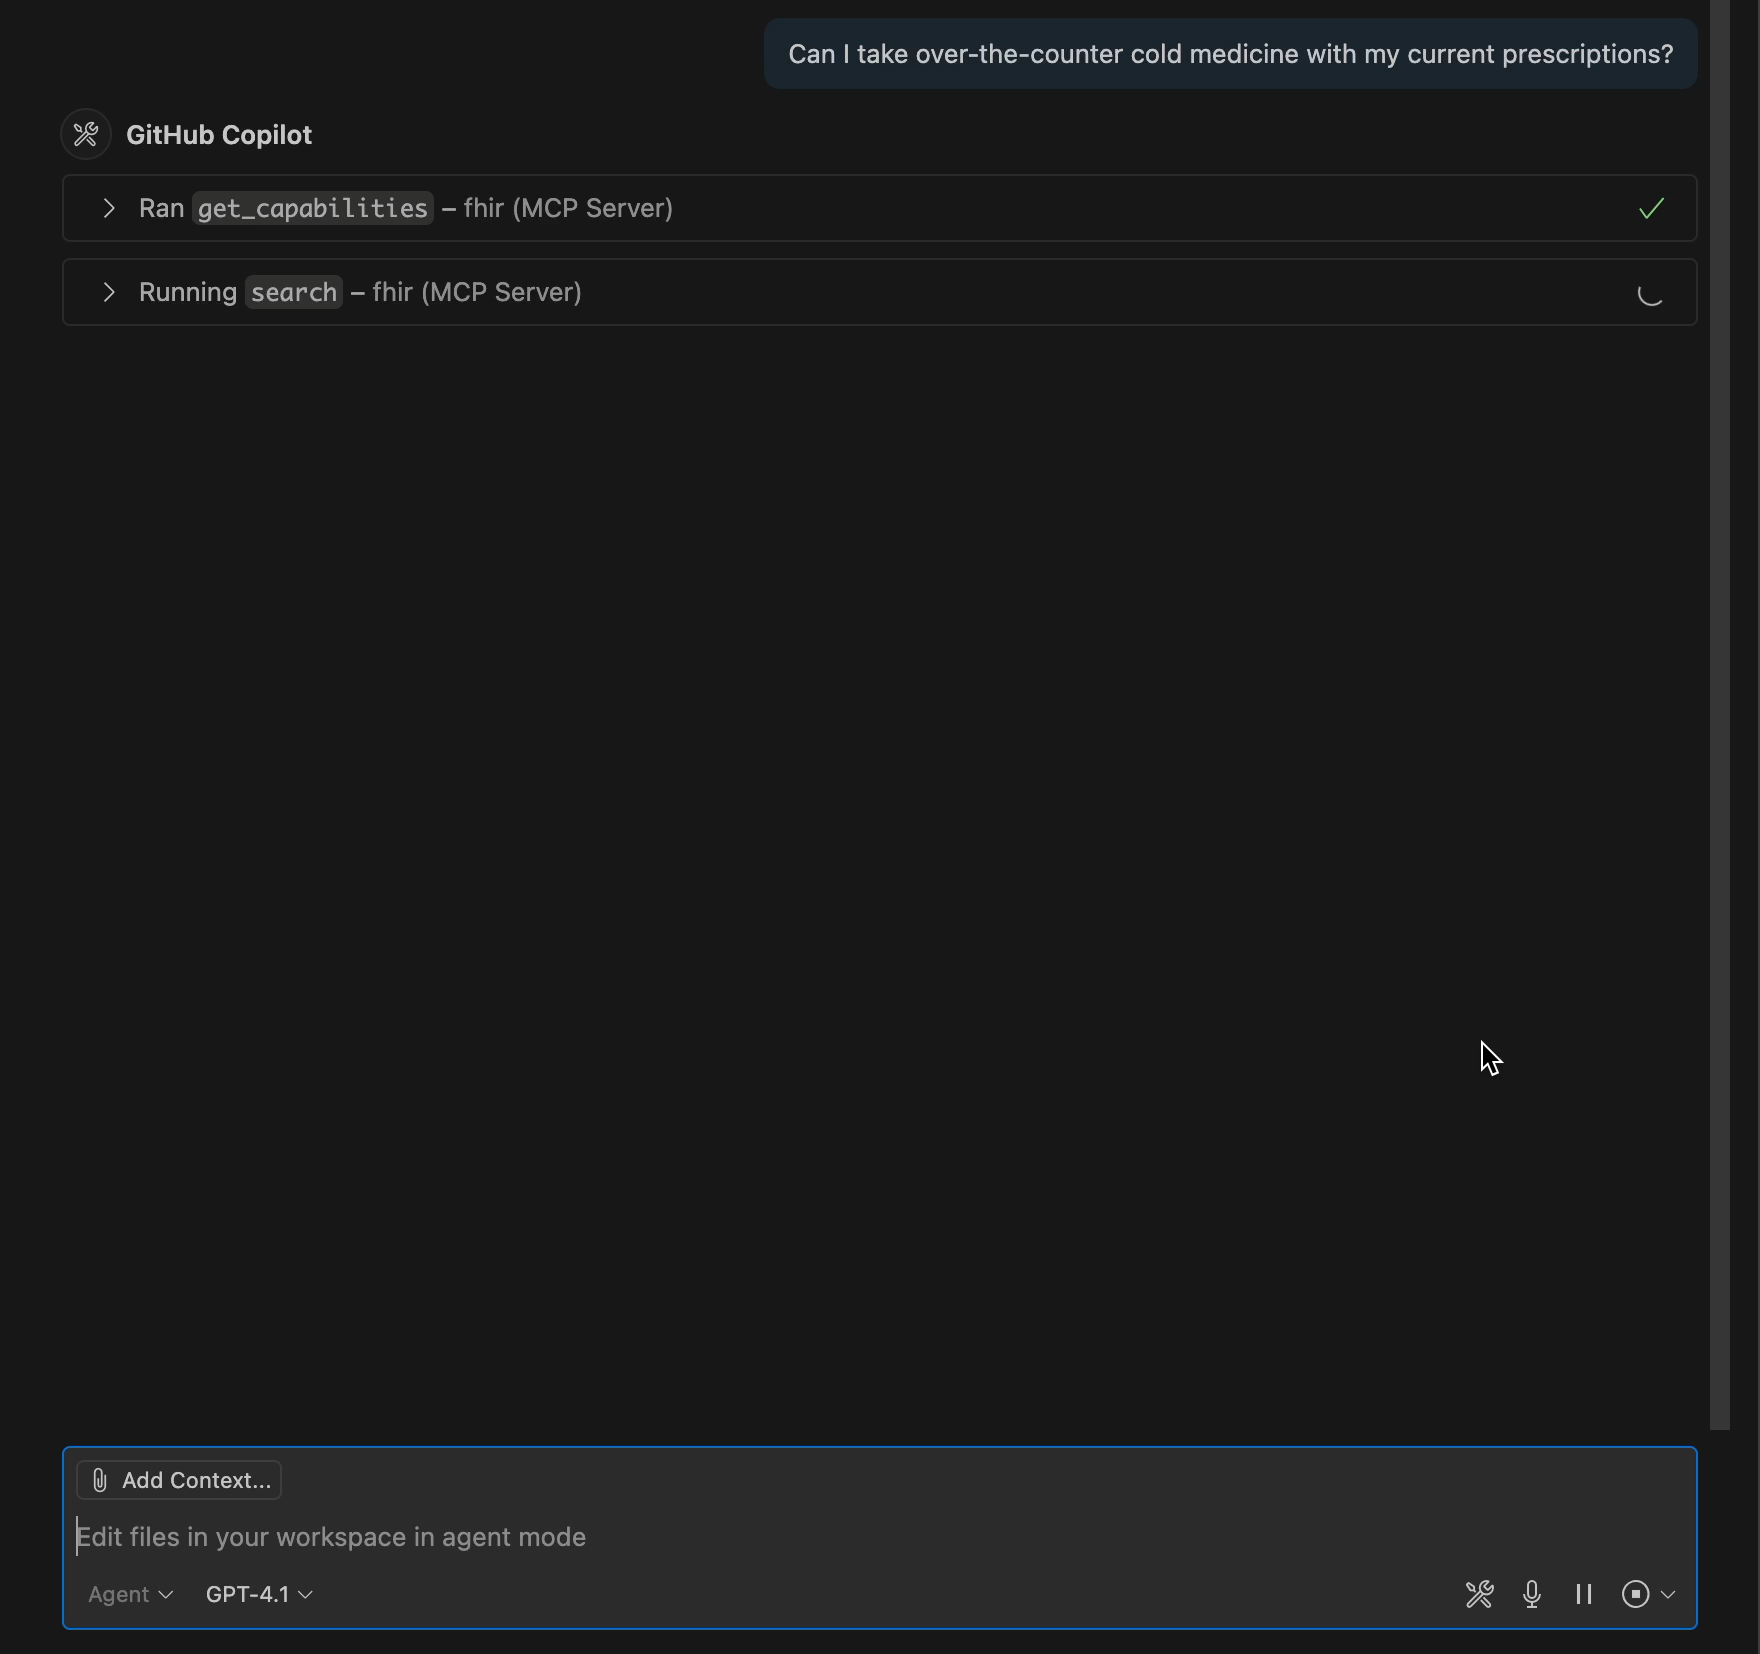 Can I take over-the-counter cold medicine with my current prescriptions?
GitHub Copilot
Ran get_capabilities – fhir (MCP Server)
Running search – fhir (MCP Server)
Add Context...
Edit files in your workspace in agent mode
Agent GPT-4.1